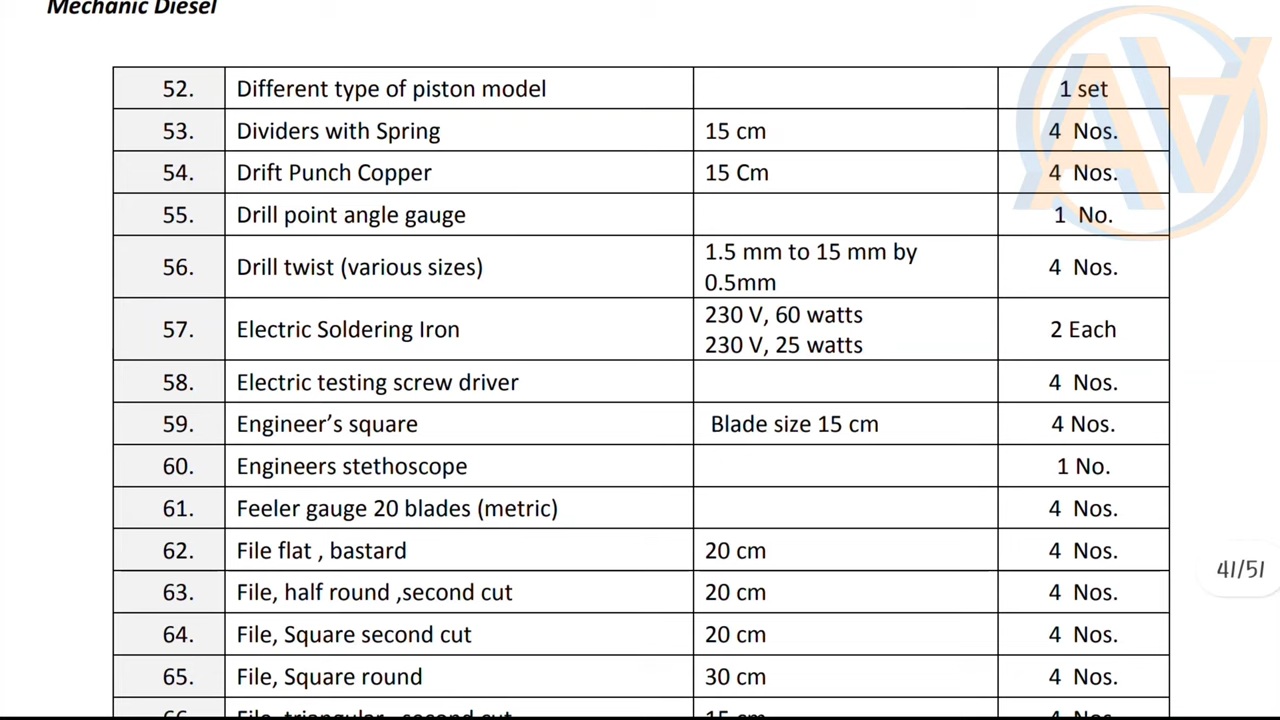 Mechanic Diesel
52. Different type of piston model 1 set
53. Dividers with Spring 15 cm 4 Nos.
54. Drift Punch Copper 15 Cm 4 Nos.
55. Drill point angle gauge 1 No.
56. Drill twist (various sizes) 1.5 mm to 15 mm by 4 Nos.
0.5mm
57. Electric Soldering Iron 230 V, 60 watts 2 Each
230 V, 25 watts
58. Electric testing screw driver 4 Nos.
59. Engineer’s square Blade size 15 cm 4 Nos.
60. Engineers stethoscope 1 No.
61. Feeler gauge 20 blades (metric) 4 Nos.
62. File flat , bastard 20 cm 4 Nos.
63. File, half round ,second cut 20 cm 4 Nos.
64. File, Square second cut 20 cm 4 Nos.
65. File, Square round 30 cm 4 Nos.
66. File, triangular , second cut 15 cm 4 Nos.
41/51